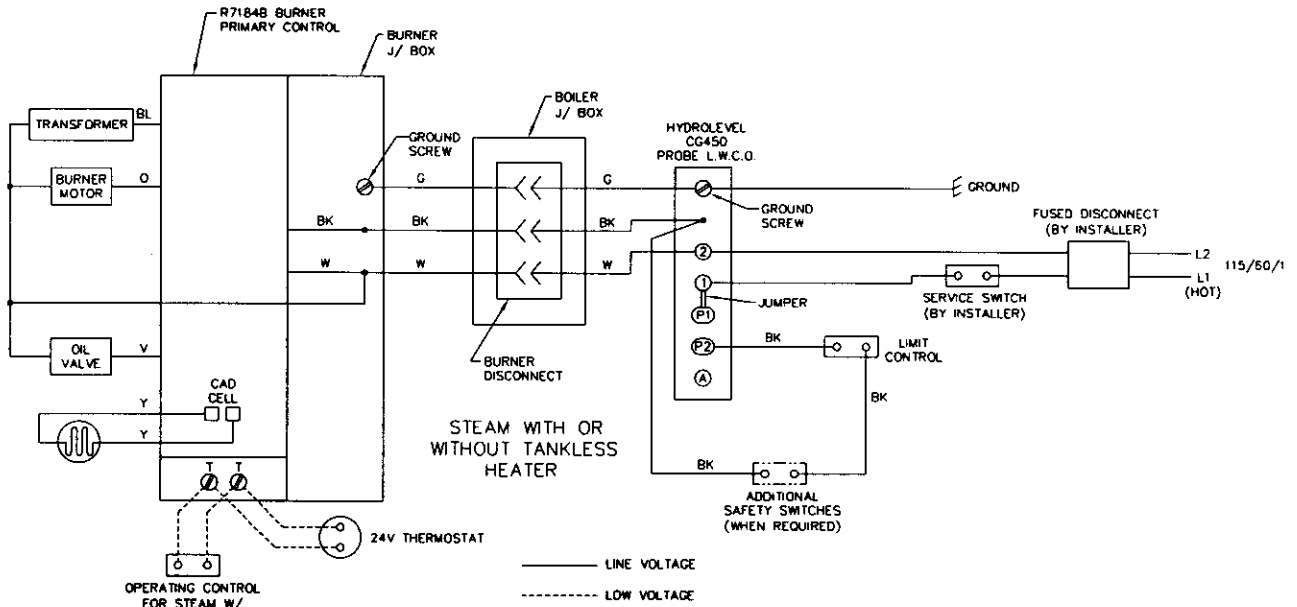 R7184B BURNER
PRIMARY CONTROL
BURNER
J/ BOX
BOILER
J/ BOX
HYDROLEVEL
CG450
PROBE L.W.C.O.
TRANSFORMER
BL
GROUND
SCREW
BURNER
MOTOR
O
G
G
GROUND
GROUND
SCREW
FUSED DISCONNECT
(BY INSTALLER)
BK
BK
BK
W
W
W
2
L2
115/60/1
L1
(HOT)
1
SERVICE SWITCH
(BY INSTALLER)
JUMPER
P1
OIL
VALVE
V
P2
BK
LIMIT
CONTROL
BURNER
DISCONNECT
A
CAD
CELL
Y
Y
BK
STEAM WITH OR
WITHOUT TANKLESS
HEATER
BK
T T
ADDITIONAL
SAFETY SWITCHES
(WHEN REQUIRED)
24V THERMOSTAT
LINE VOLTAGE
OPERATING CONTROL
FOR STEAM W/
LOW VOLTAGE